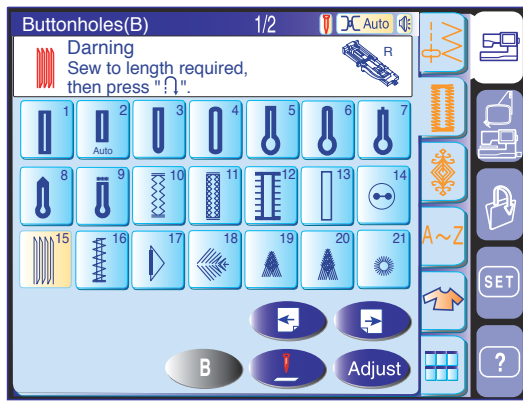 Buttonholes(B) 1/2 Auto
Darning
R
Sew to length required,
then press " ".
1 2 3 4 5 6 7
Auto
8 9 10 11 12 13 14
15 16 17 18 19 20 21
B Adjust
A~Z
SET
?